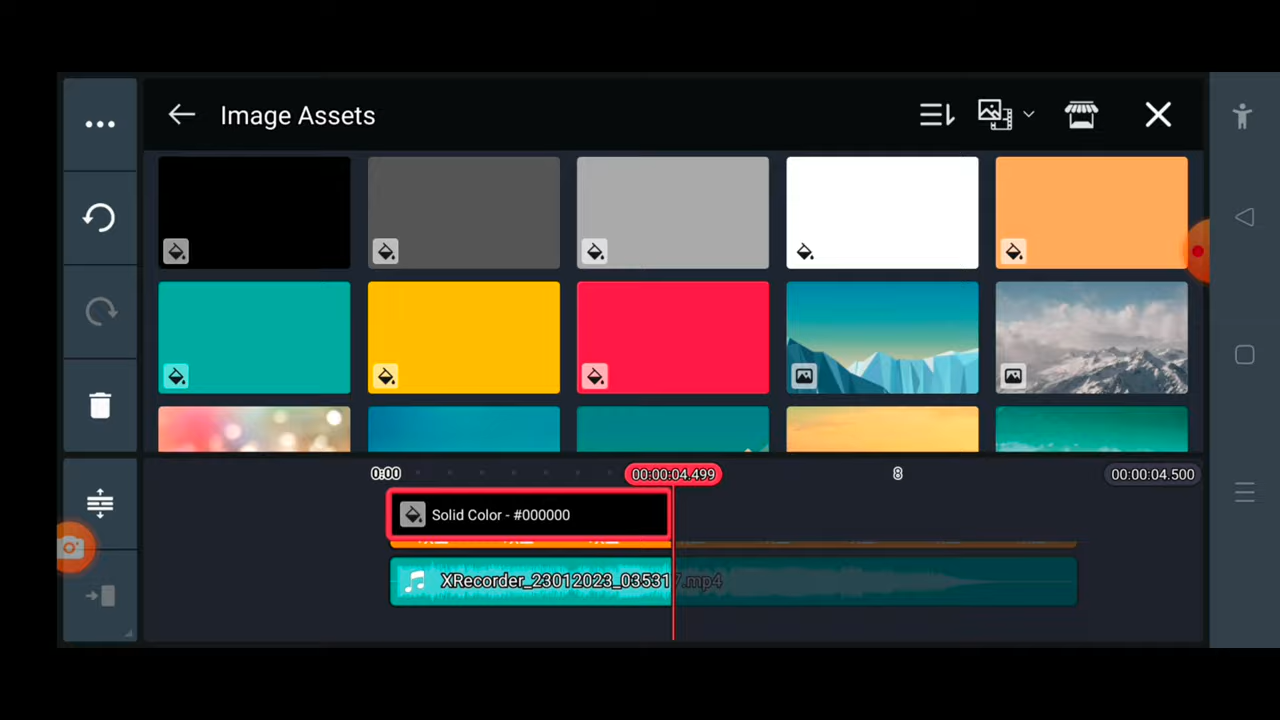 Image Assets
0:00
00:00:04.499
8
00:00:04.500
Solid Color - #000000
XRecorder_23012023_035317.mp4